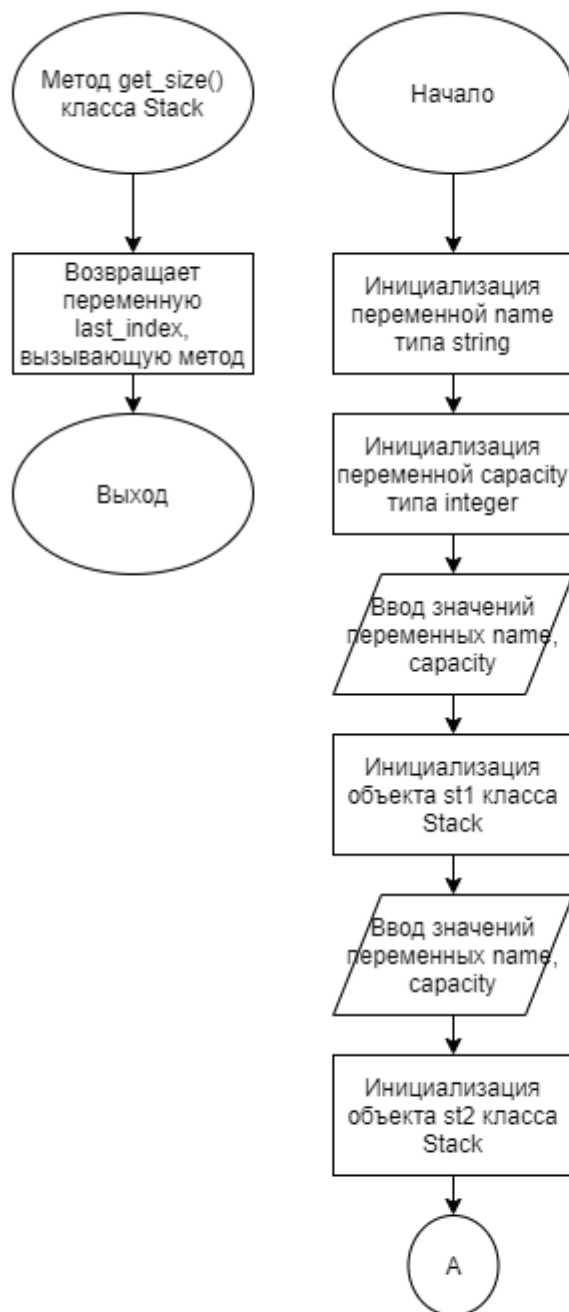 Метод get_size()
класса Stack
Возвращает
переменную
last_index,
вызывающую метод
Выход
Начало
Инициализация
переменной name
типа string
Инициализация
переменной capacity
типа integer
Ввод значений
переменных name,
capacity
Инициализация
объекта st1 класса
Stack
Ввод значений
переменных name,
capacity
Инициализация
объекта st2 класса
Stack
А